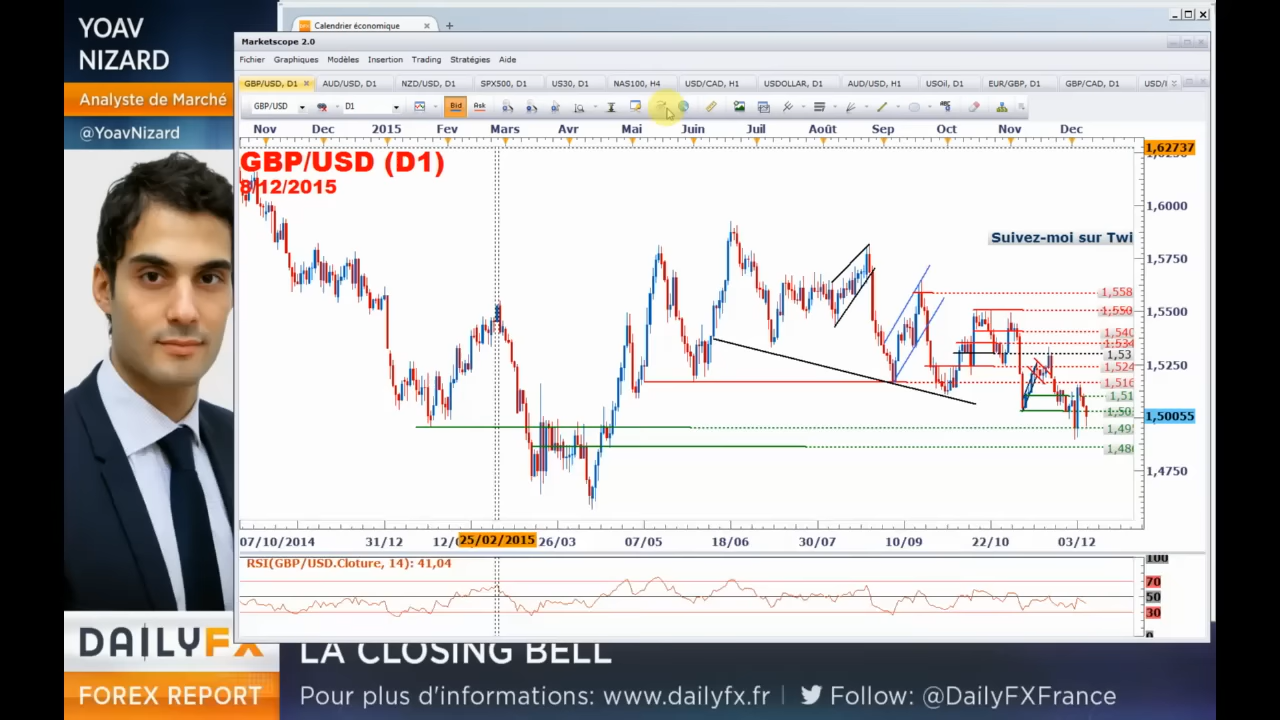 YOAV
NIZARD
Analyste de Marché
@YoavNizard
Calendrier économique
Marketscope 2.0
Fichier Graphiques Modèles Insertion Trading Stratégies Aide
GBP/USD, D1 AUD/USD, D1 NZD/USD, D1 SPX500, D1 US30, D1 NAS100, H4 USD/CAD, H1 USDOLLAR, D1 AUD/USD, H1 USOil, D1 EUR/GBP, D1 GBP/CAD, D1 USD/
GBP/USD D1 Bid Ask
Nov Dec 2015 Fev Mars Avr Mai Juin Juil Août Sep Oct Nov Dec
GBP/USD (D1)
8/12/2015
1,62737
1,6000
Suivez-moi sur Twi
1,5750
1,558
1,550
1,5500
1,540
1,534
1,53
1,5250
1,524
1,516
1,51
1,50
1,50055
1,49
1,486
1,4750
07/10/2014 31/12 12/ 25/02/2015 26/03 07/05 18/06 30/07 10/09 22/10 03/12
RSI(GBP/USD.Cloture, 14): 41,04
100
70
50
30
0
DAILYFX
FOREX REPORT
LA CLOSING BELL
Pour plus d'informations: www.dailyfx.fr | Follow: @DailyFXFrance